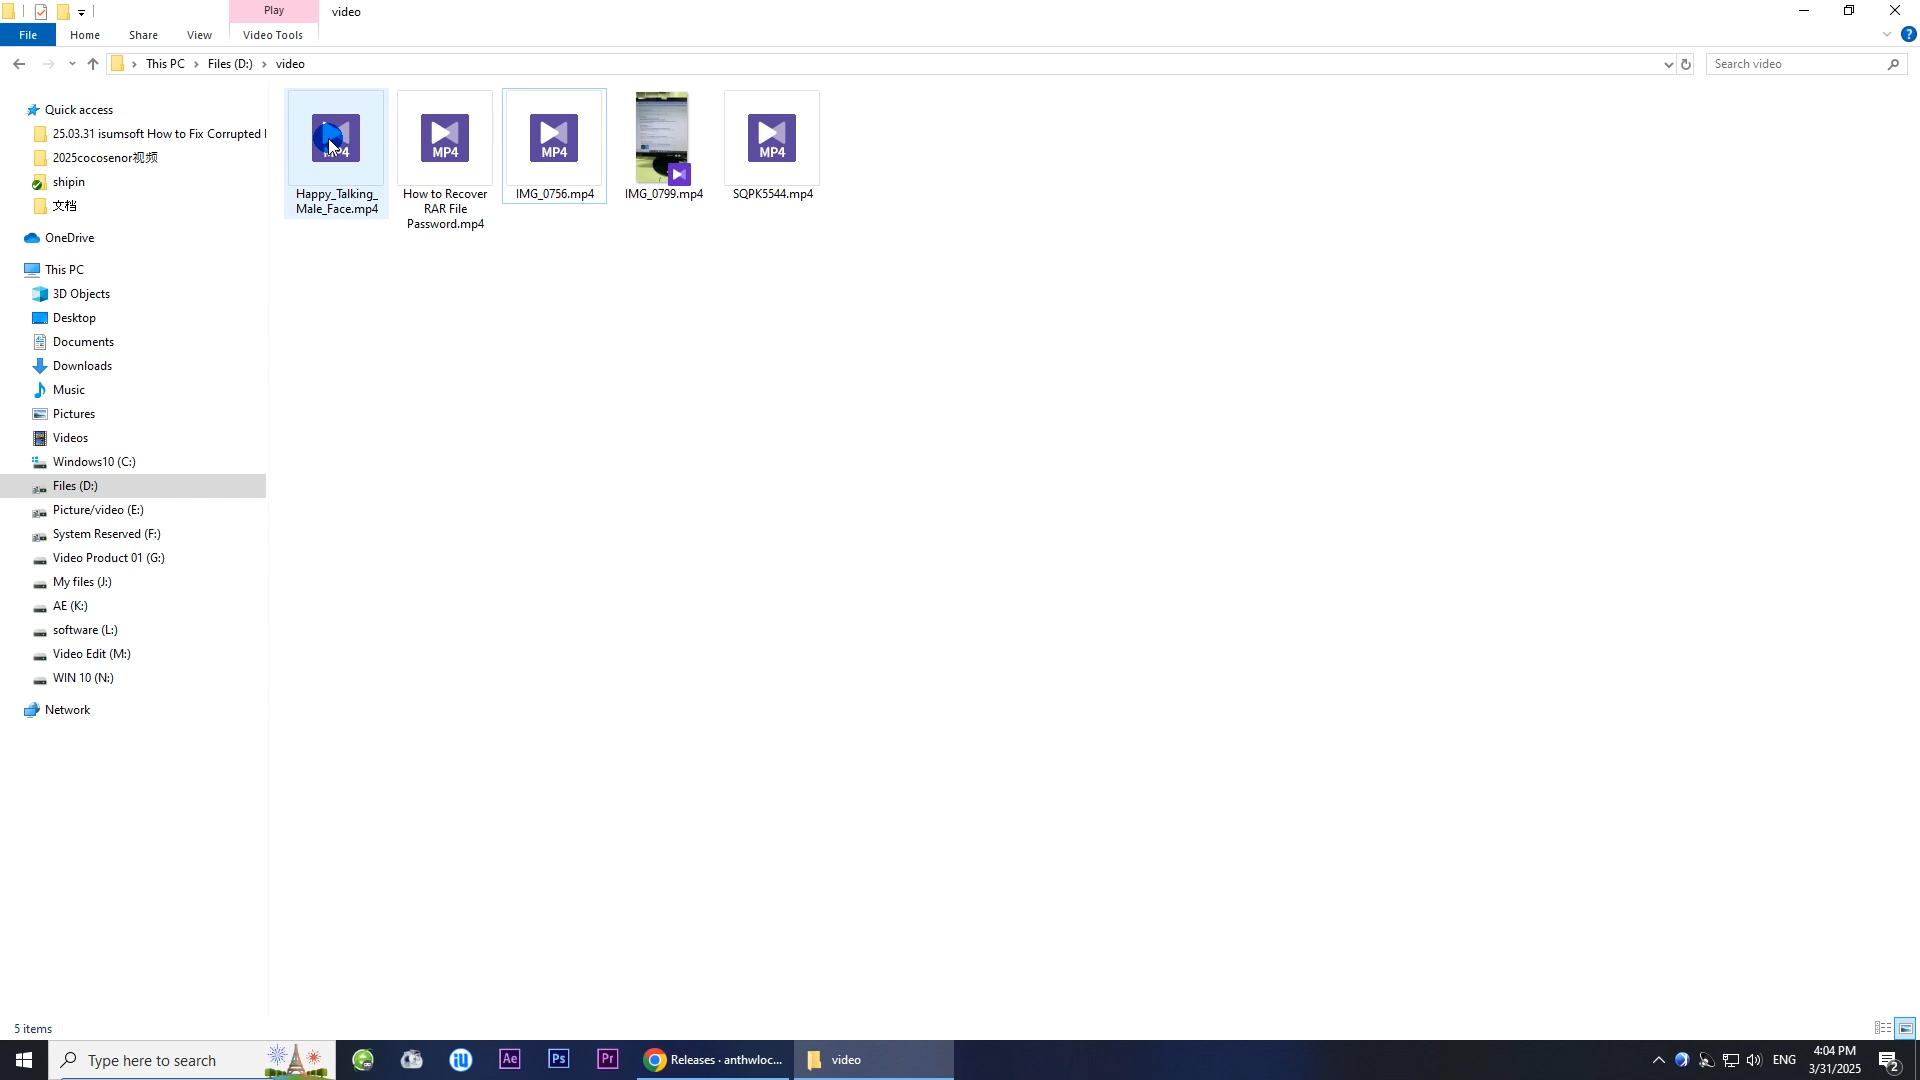 Play
video
File
Home
Share
View
Video Tools
This PC
Files (D:)
video
Search video
Quick access
25.03.31 isumsoft How to Fix Corrupted
2025cocosenor视频
shipin
文档
OneDrive
This PC
3D Objects
Desktop
Documents
Downloads
Music
Pictures
Videos
Windows10 (C:)
Files (D:)
Picture/video (E:)
System Reserved (F:)
Video Product 01 (G:)
My files (J:)
AE (K:)
software (L:)
Video Edit (M:)
WIN 10 (N:)
Network
MP4
MP4
MP4
MP4
Happy_Talking_
Male_Face.mp4
How to Recover
RAR File
Password.mp4
IMG_0756.mp4
IMG_0799.mp4
SQPK5544.mp4
5 items
Type here to search
Ae
Ps
Pr
Releases · anthwloc...
video
ENG
4:04 PM
3/31/2025
2